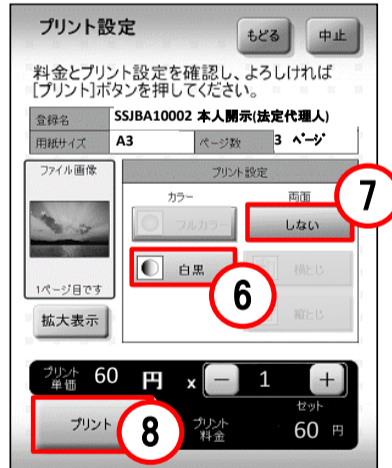 プリント設定
もどる
中止
料金とプリント設定を確認し、よろしければ
[プリント]ボタンを押してください。
登録名 SSJBA10002 本人開示(法定代理人)
用紙サイズ A3 ページ数 3 ページ
ファイル画像
プリント設定
カラー 両面
フルカラー しない
7
白黒 横とじ
6
縦とじ
1ページ目です
拡大表示
プリント単価 60 円 x － 1 ＋
セット
プリント
8
プリント料金 60 円